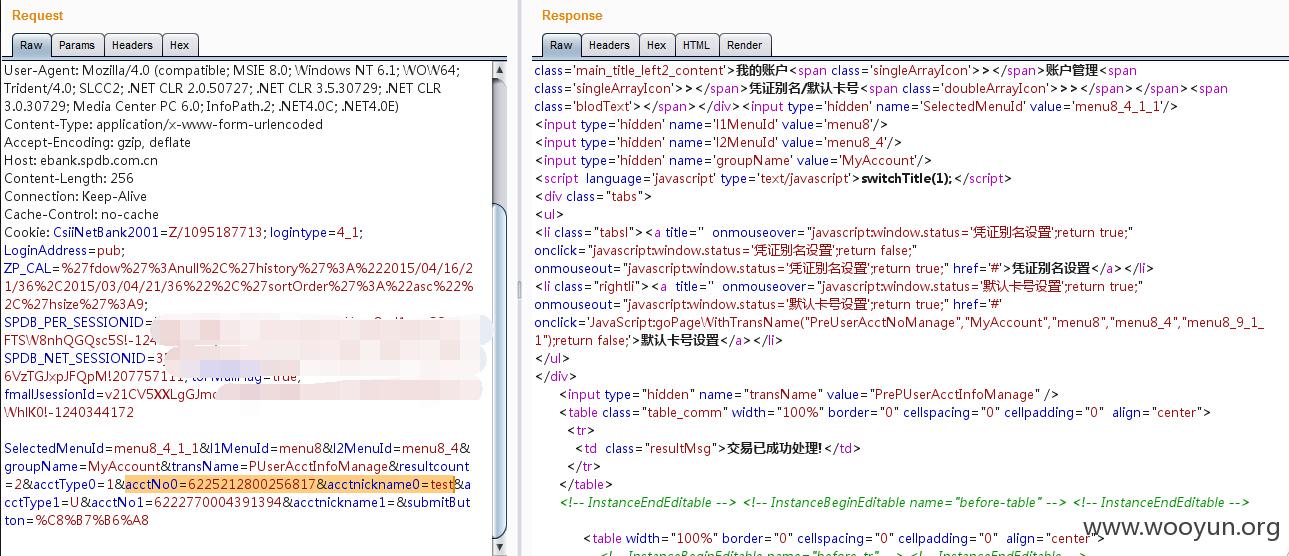 Request
Raw Params Headers Hex
User-Agent: Mozilla/4.0 (compatible; MSIE 8.0; Windows NT 6.1; WOW64;
Trident/4.0; SLCC2; .NET CLR 2.0.50727; .NET CLR 3.5.30729; .NET CLR
3.0.30729; Media Center PC 6.0; InfoPath.2; .NET4.0C; .NET4.0E)
Content-Type: application/x-www-form-urlencoded
Accept-Encoding: gzip, deflate
Host: ebank.spdb.com.cn
Content-Length: 256
Connection: Keep-Alive
Cache-Control: no-cache
Cookie: CsiiNetBank2001=Z/1095187713; logintype=4_1;
LoginAddress=pub;
ZP_CAL=%27fdow%27%3Anull%2C%27history%27%3A%222015/04/16/2
1/36%2C2015/03/04/21/36%22%2C%27sortOrder%27%3A%22asc%22%
2C%27hsize%27%3A9;
SPDB_PER_SESSIONID=
FTSW8nhQGQsc5S!-124
SPDB_NET_SESSIONID=3
6VzTGJxpJFQpM!207757111;
fmallJsessionId=v21CV5XXLgGJm
WhlK0!-1240344172
SelectedMenuId=menu8_4_1_1&l1MenuId=menu8&l2MenuId=menu8_4&
groupName=MyAccount&transName=PUserAcctInfoManage&resultcount
=2&acctType0=1&acctNo0=6225212800256817&acctnickname0=test&a
cctType1=U&acctNo1=6222770004391394&acctnickname1=&submitBut
ton=%C8%B7%B6%A8
Response
Raw Headers Hex HTML Render
class='main_title_left2_content'>我的账户<span class='singleArrayIcon'>></span>账户管理<span
class='singleArrayIcon'>></span>凭证别名/默认卡号<span class='doubleArrayIcon'>>></span><span
class='blodText'></span></div><input type='hidden' name='SelectedMenuId' value='menu8_4_1_1'/>
<input type='hidden' name='l1MenuId' value='menu8'/>
<input type='hidden' name='l2MenuId' value='menu8_4'/>
<input type='hidden' name='groupName' value='MyAccount'/>
<script language='javascript' type='text/javascript'>switchTitle(1);</script>
<div class="tabs">
<ul>
<li class="tabsl"><a title='' onmouseover="javascript:window.status='凭证别名设置';return true;"
onclick="javascript:window.status='凭证别名设置';return false;"
onmouseout="javascript:window.status='凭证别名设置';return true;" href='#'>凭证别名设置</a></li>
<li class="rightli"><a title='' onmouseover="javascript:window.status='默认卡号设置';return true;"
onmouseout="javascript:window.status='默认卡号设置';return true;" href='#'
onclick='JavaScript:goPageWithTransName("PreUserAcctNoManage","MyAccount","menu8","menu8_4","menu8_9_1_
1");return false;'>默认卡号设置</a></li>
</ul>
</div>
<input type="hidden" name="transName" value="PrePUserAcctInfoManage" />
<table class="table_comm" width="100%" border="0" cellspacing="0" cellpadding="0" align="center">
<tr>
<td class="resultMsg">交易已成功处理!</td>
</tr>
</table>
<!-- InstanceEndEditable --> <!-- InstanceBeginEditable name="before-table" --> <!-- InstanceEndEditable -->
<table width="100%" border="0" cellspacing="0" cellpadding="0" align="center">
www.wooyun.org